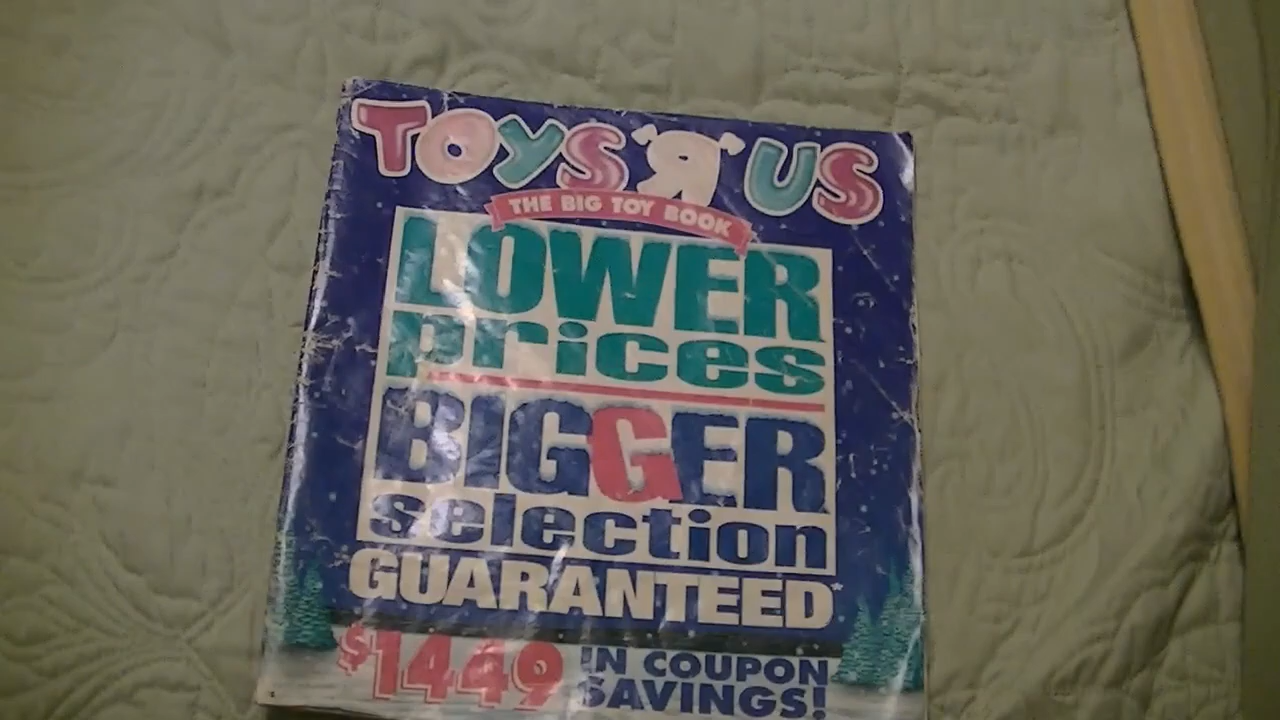 TOYS "R" US
THE BIG TOY BOOK
LOWER
prices
BIGGER
selection
GUARANTEED*
$1449 IN COUPON
SAVINGS!